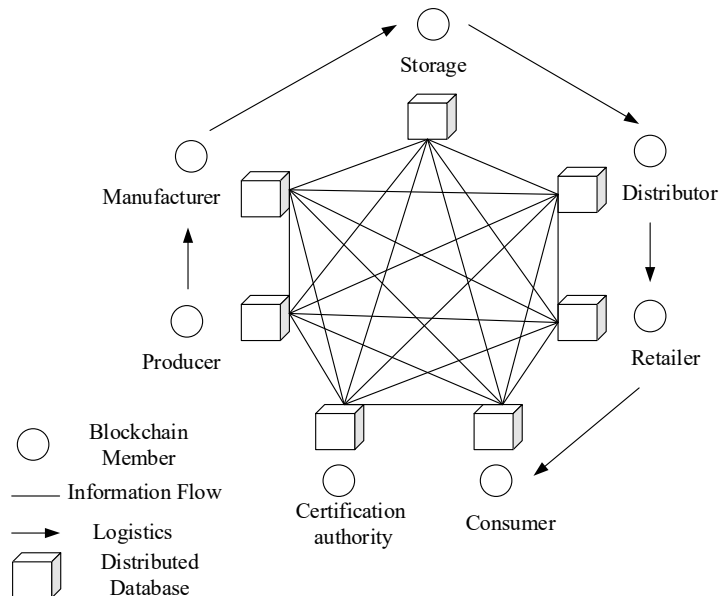 Storage
Manufacturer
Distributor
Producer
Retailer
Certification
authority
Consumer
Blockchain
Member
Information Flow
Logistics
Distributed
Database